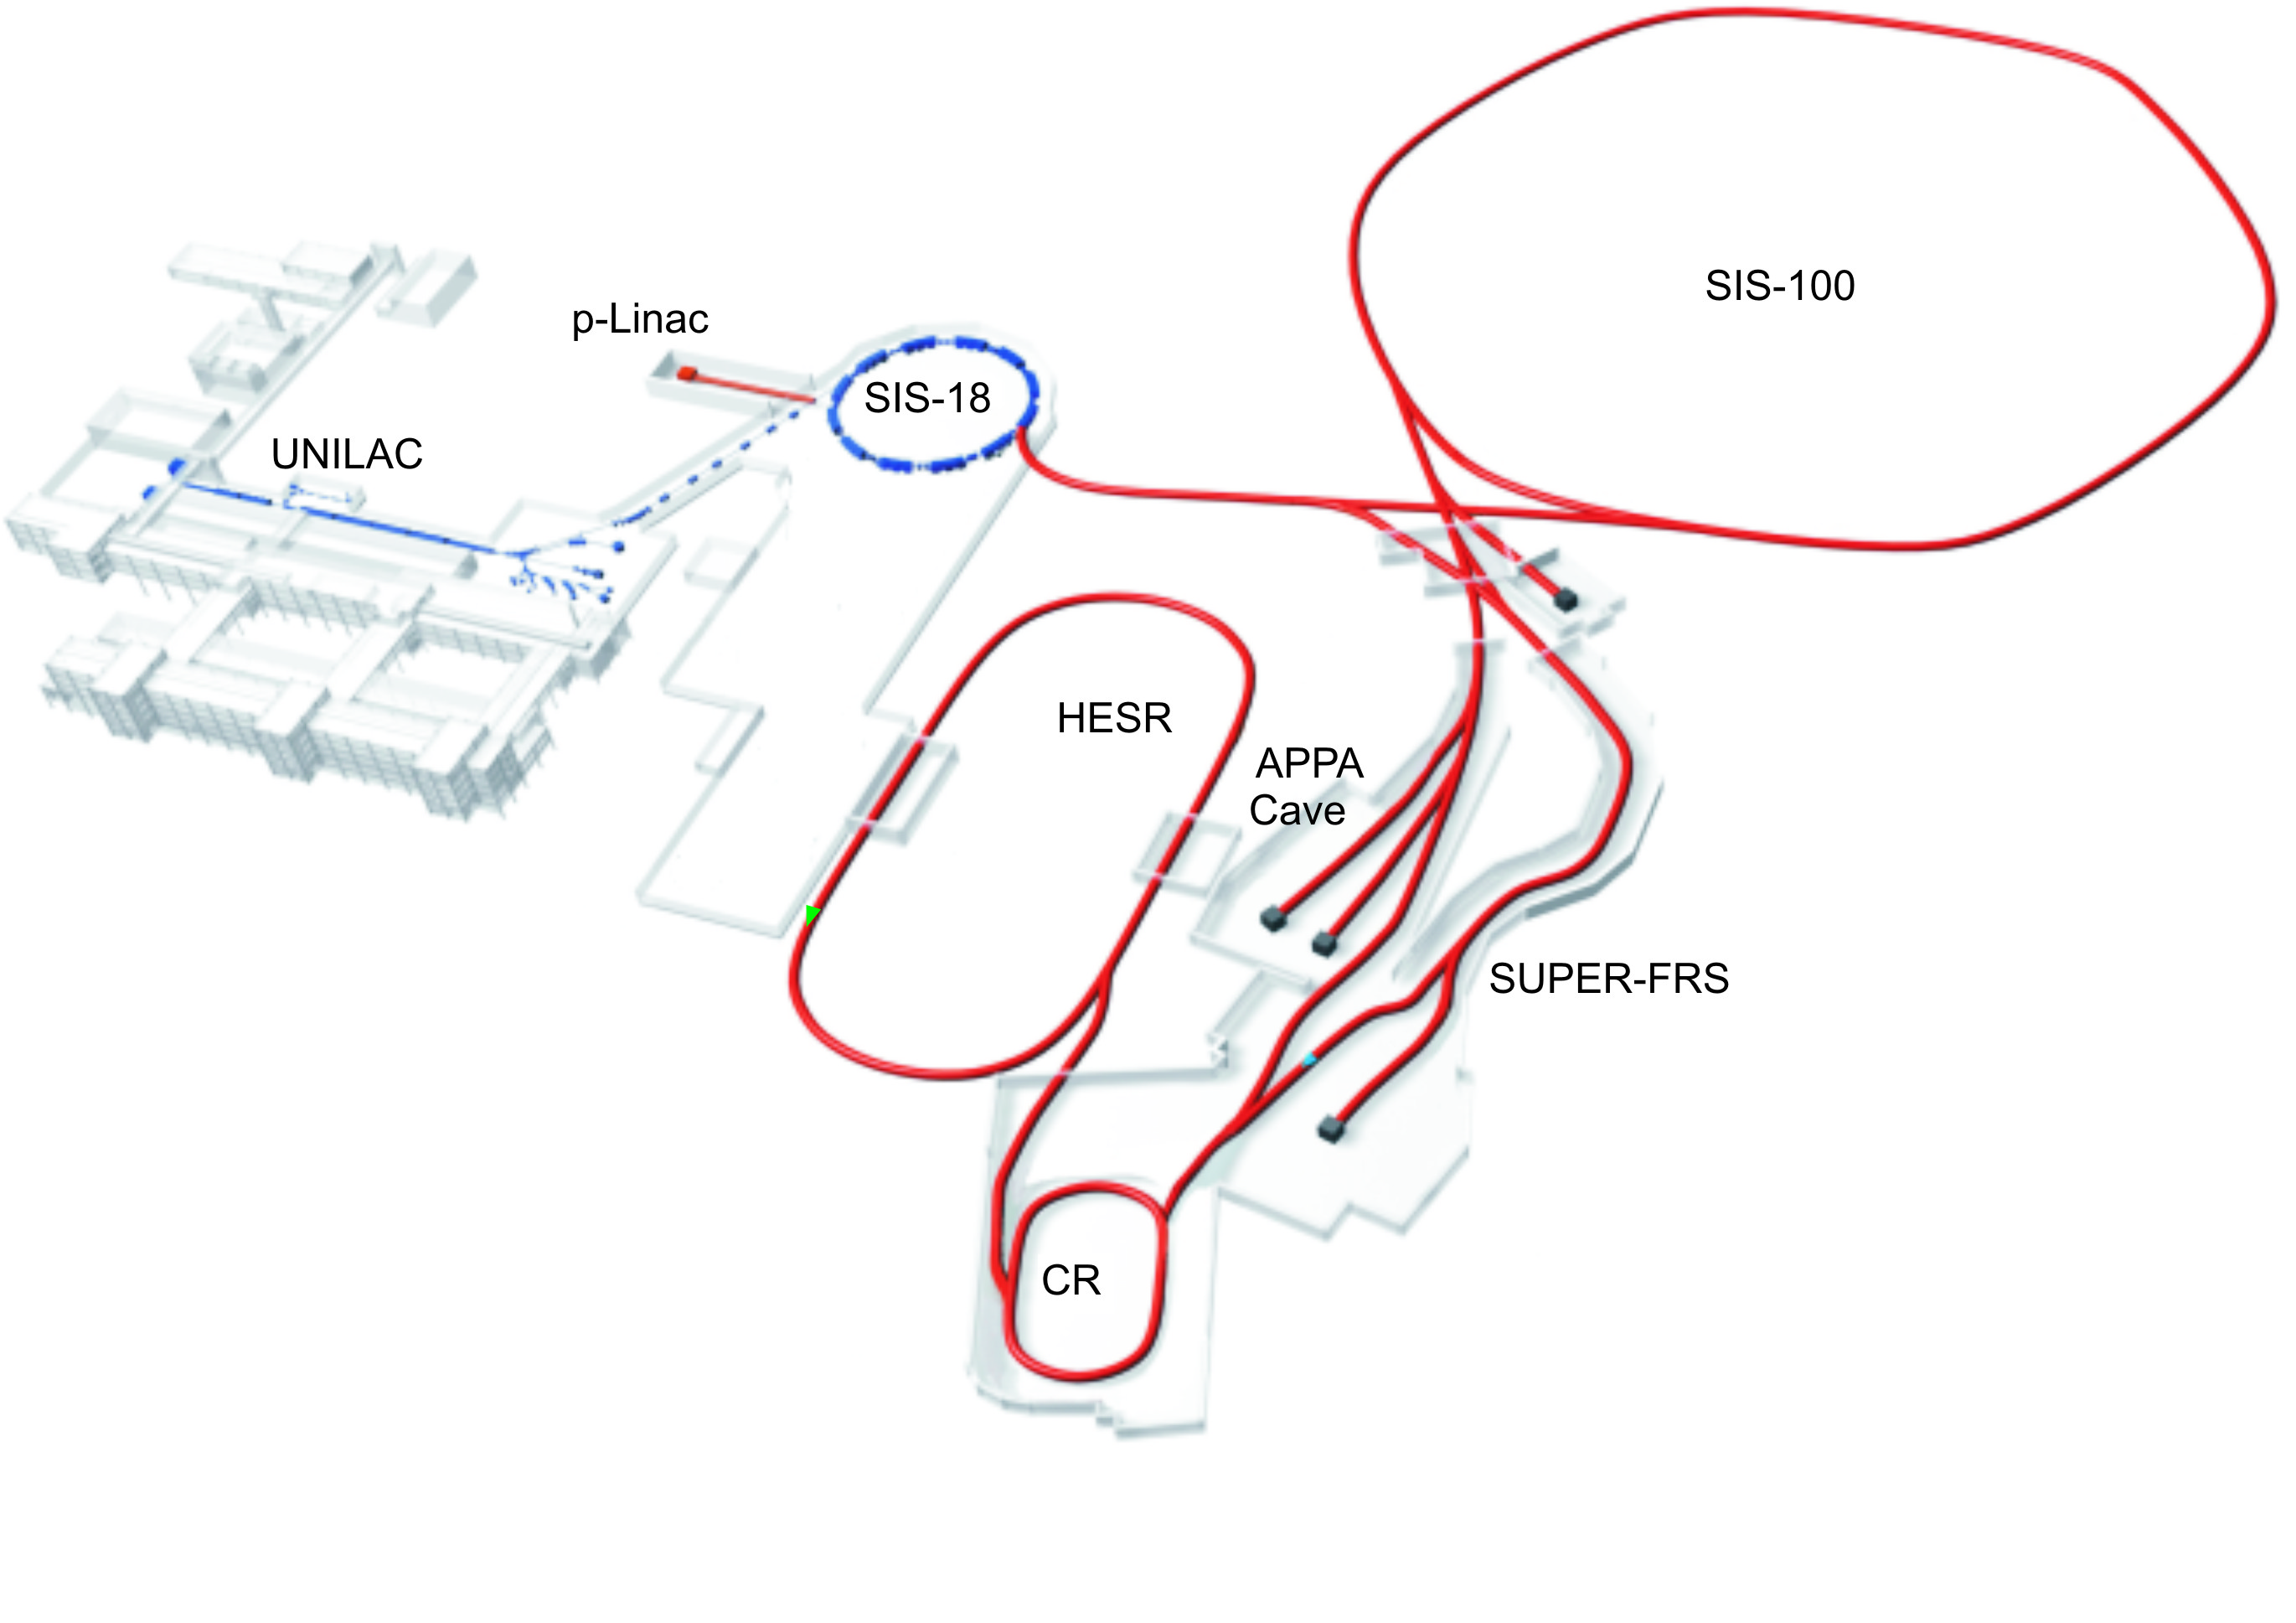 SIS-100
p-Linac
SIS-18
UNILAC
HESR
APPA
Cave
SUPER-FRS
CR